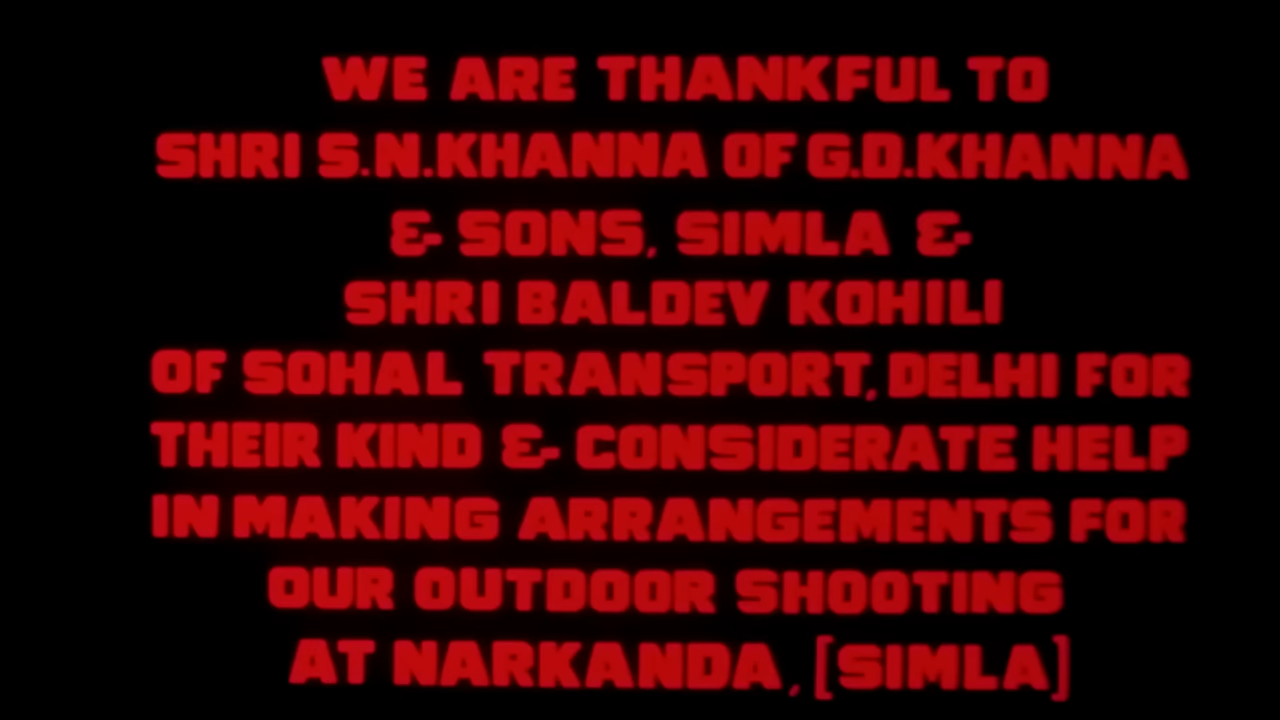 WE ARE THANKFUL TO
SHRI S.N.KHANNA OF G.D.KHANNA
& SONS, SIMLA &
SHRI BALDEV KOHILI
OF SOHAL TRANSPORT, DELHI FOR
THEIR KIND & CONSIDERATE HELP
IN MAKING ARRANGEMENTS FOR
OUR OUTDOOR SHOOTING
AT NARKANDA, [SIMLA]